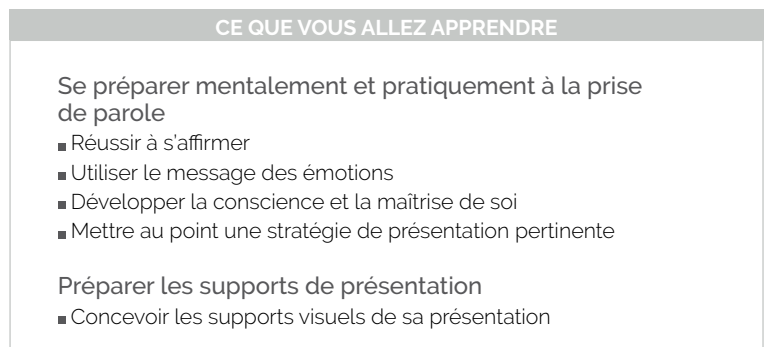 CE QUE VOUS ALLEZ APPRENDRE
Se préparer mentalement et pratiquement à la prise
de parole
■ Réussir à s'affirmer
■ Utiliser le message des émotions
■ Développer la conscience et la maîtrise de soi
■ Mettre au point une stratégie de présentation pertinente
Préparer les supports de présentation
■ Concevoir les supports visuels de sa présentation